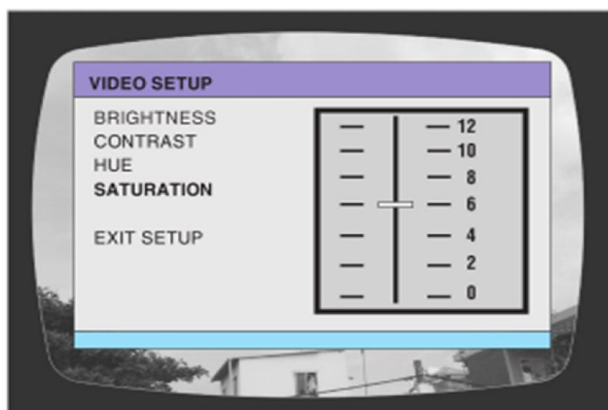 VIDEO SETUP
BRIGHTNESS
CONTRAST
HUE
SATURATION
EXIT SETUP
12
10
8
6
4
2
0